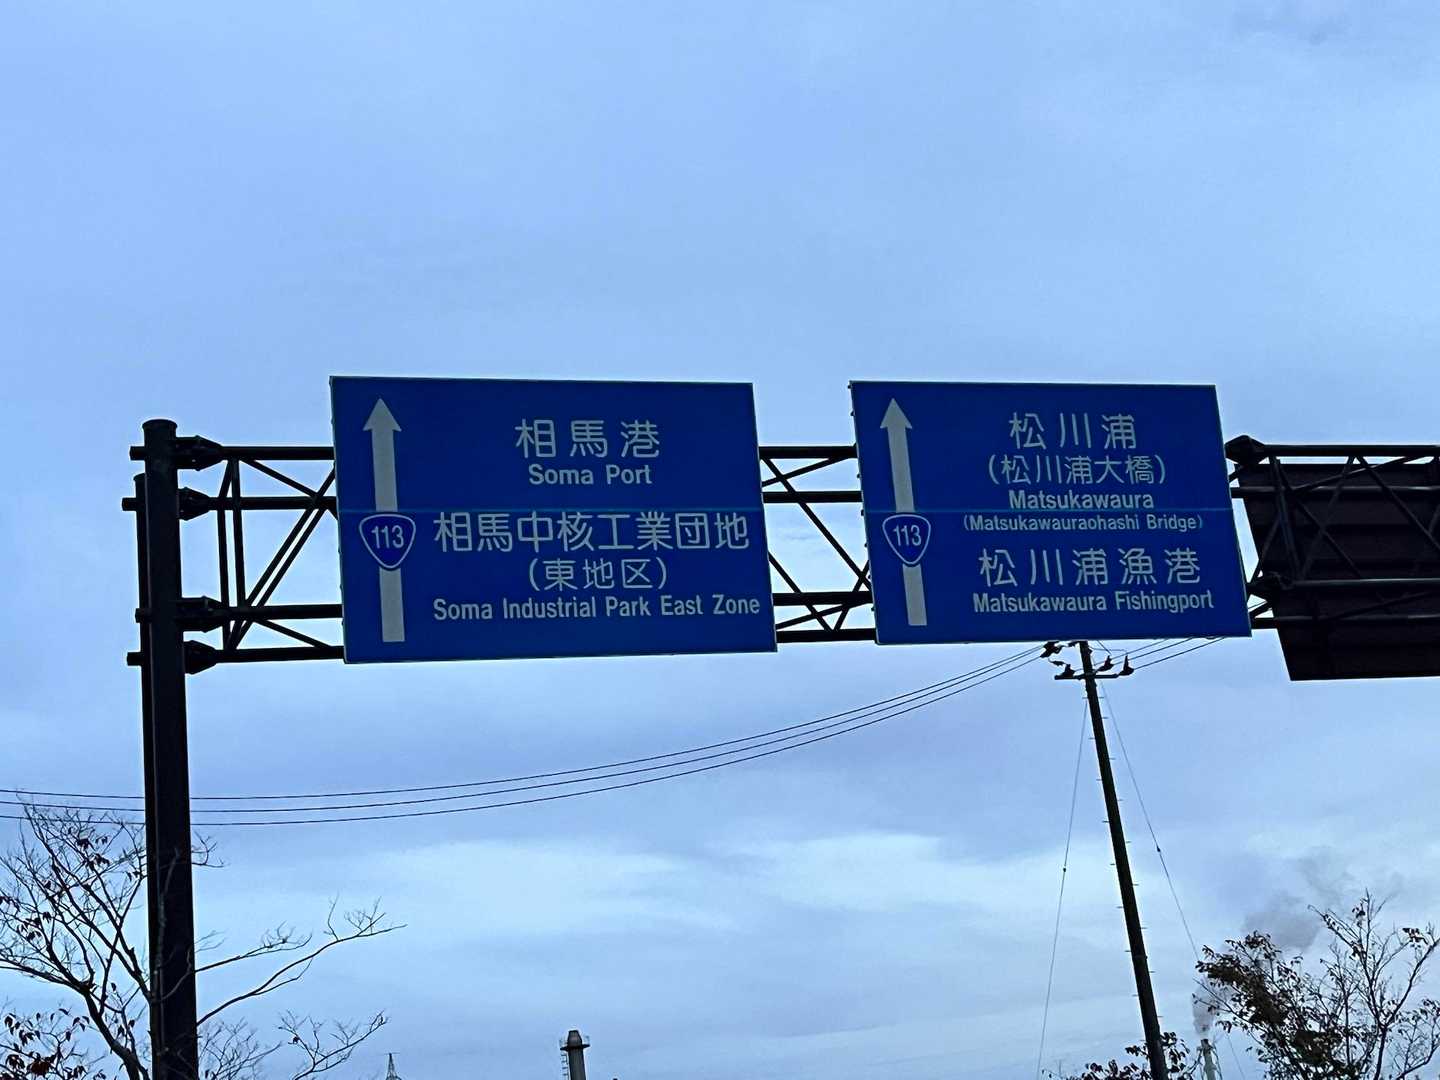 相馬港
Soma Port
113
相馬中核工業団地
(東地区)
Soma Industrial Park East Zone
松川浦
(松川浦大橋)
Matsukawaura
(Matsukawauraohashi Bridge)
113
松川浦漁港
Matsukawaura Fishingport